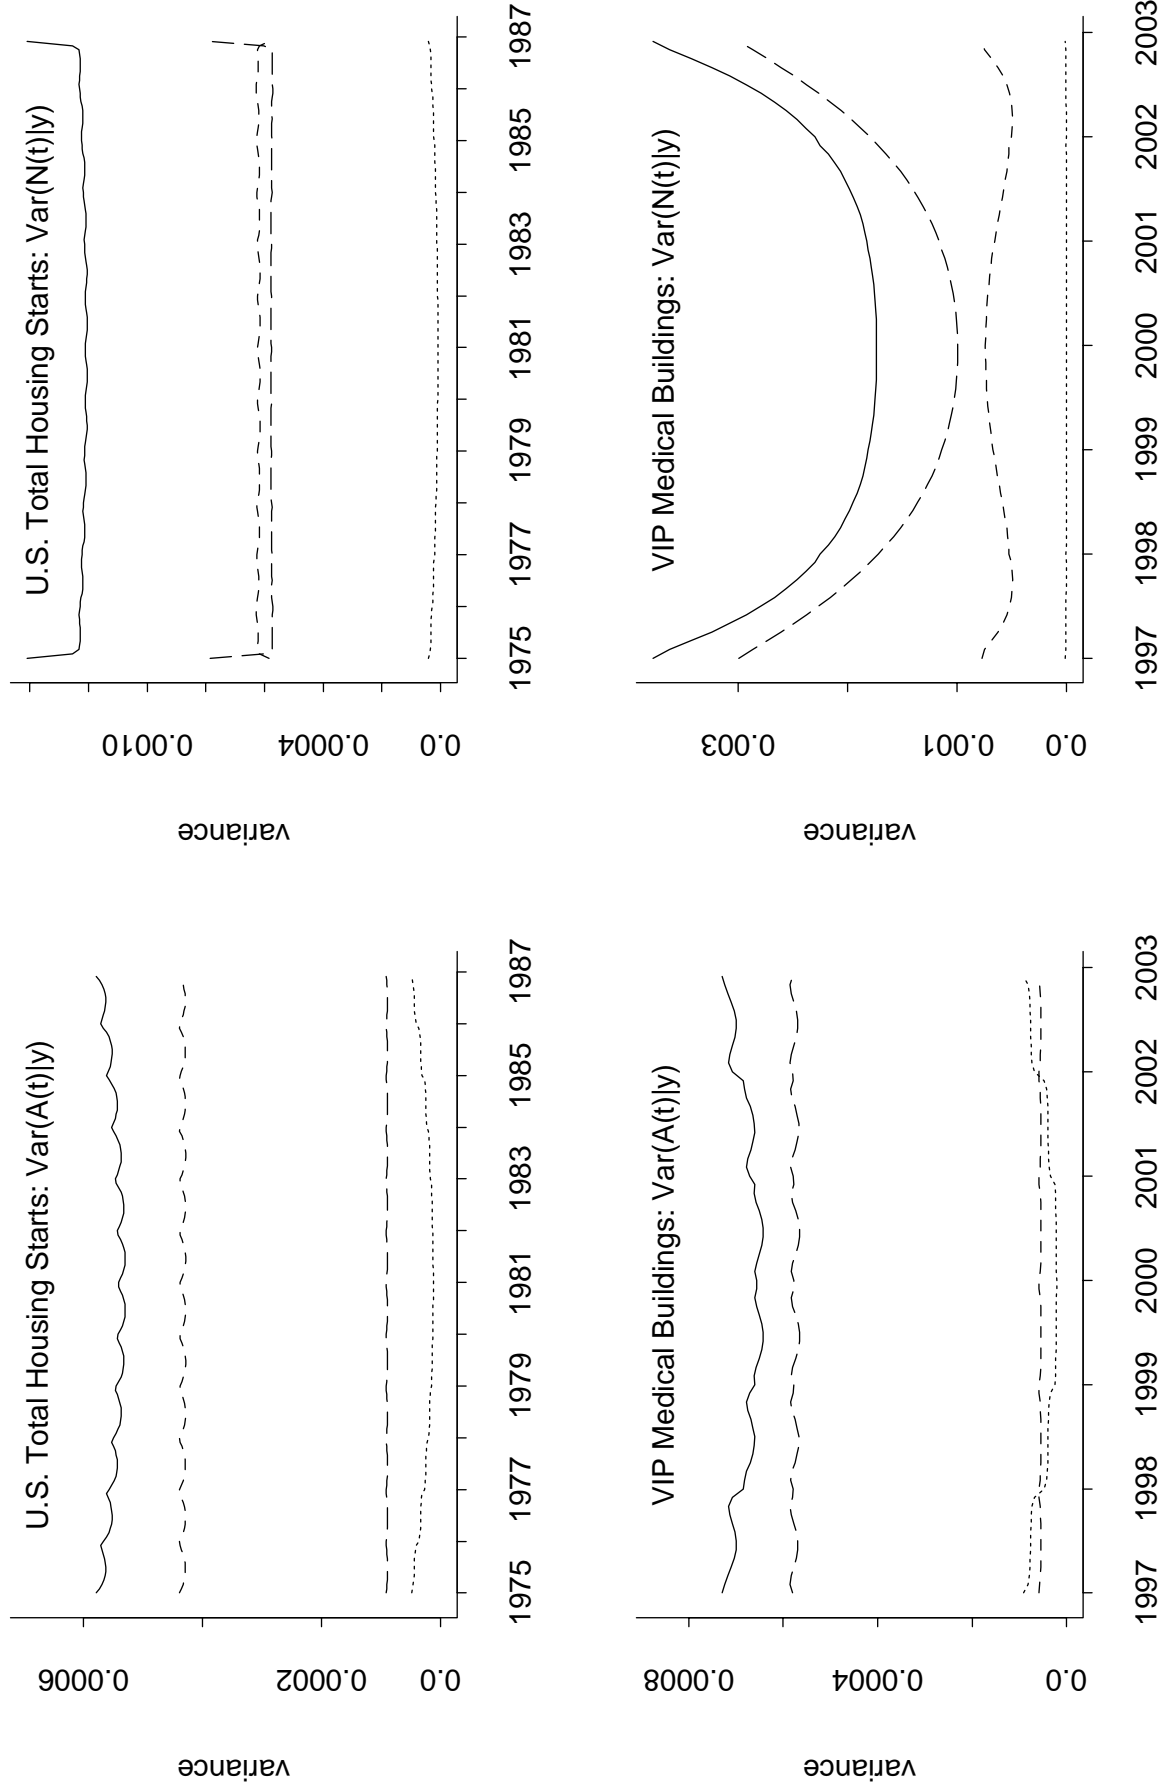 U.S. Total Housing Starts: Var(A(t)|y)
variance
0.0006
0.0002
0.0
1975 1977 1979 1981 1983 1985 1987
U.S. Total Housing Starts: Var(N(t)|y)
variance
0.0010
0.0004
0.0
1975 1977 1979 1981 1983 1985 1987
VIP Medical Buildings: Var(A(t)|y)
variance
0.0008
0.0004
0.0
1997 1998 1999 2000 2001 2002 2003
VIP Medical Buildings: Var(N(t)|y)
variance
0.003
0.001
0.0
1997 1998 1999 2000 2001 2002 2003